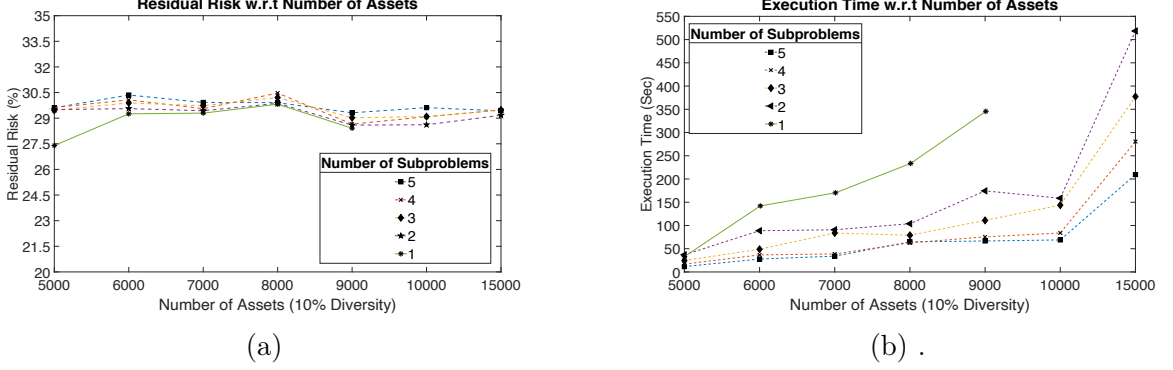 Residual Risk w.r.t Number of Assets
35
33.5
32
30.5
29
27.5
26
24.5
23
21.5
20
Residual Risk (%)
Number of Subproblems
5
4
3
2
1
5000 6000 7000 8000 9000 10000 15000
Number of Assets (10% Diversity)
(a)
Execution Time w.r.t Number of Assets
550
500
450
400
350
300
250
200
150
100
50
0
Execution Time (Sec)
Number of Subproblems
5
4
3
2
1
5000 6000 7000 8000 9000 10000 15000
Number of Assets (10% Diversity)
(b) .